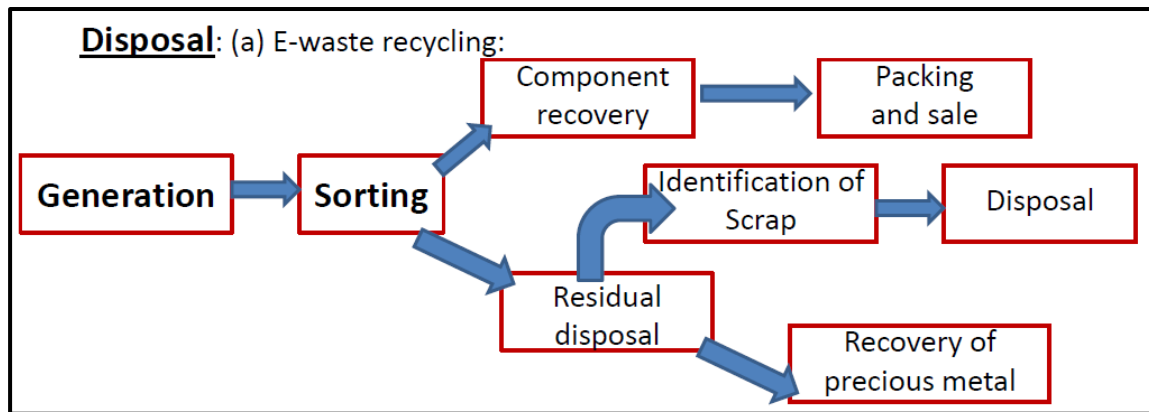 Disposal: (a) E-waste recycling:
Component
recovery
Packing
and sale
Generation
Sorting
Identification of
Scrap
Disposal
Residual
disposal
Recovery of
precious metal